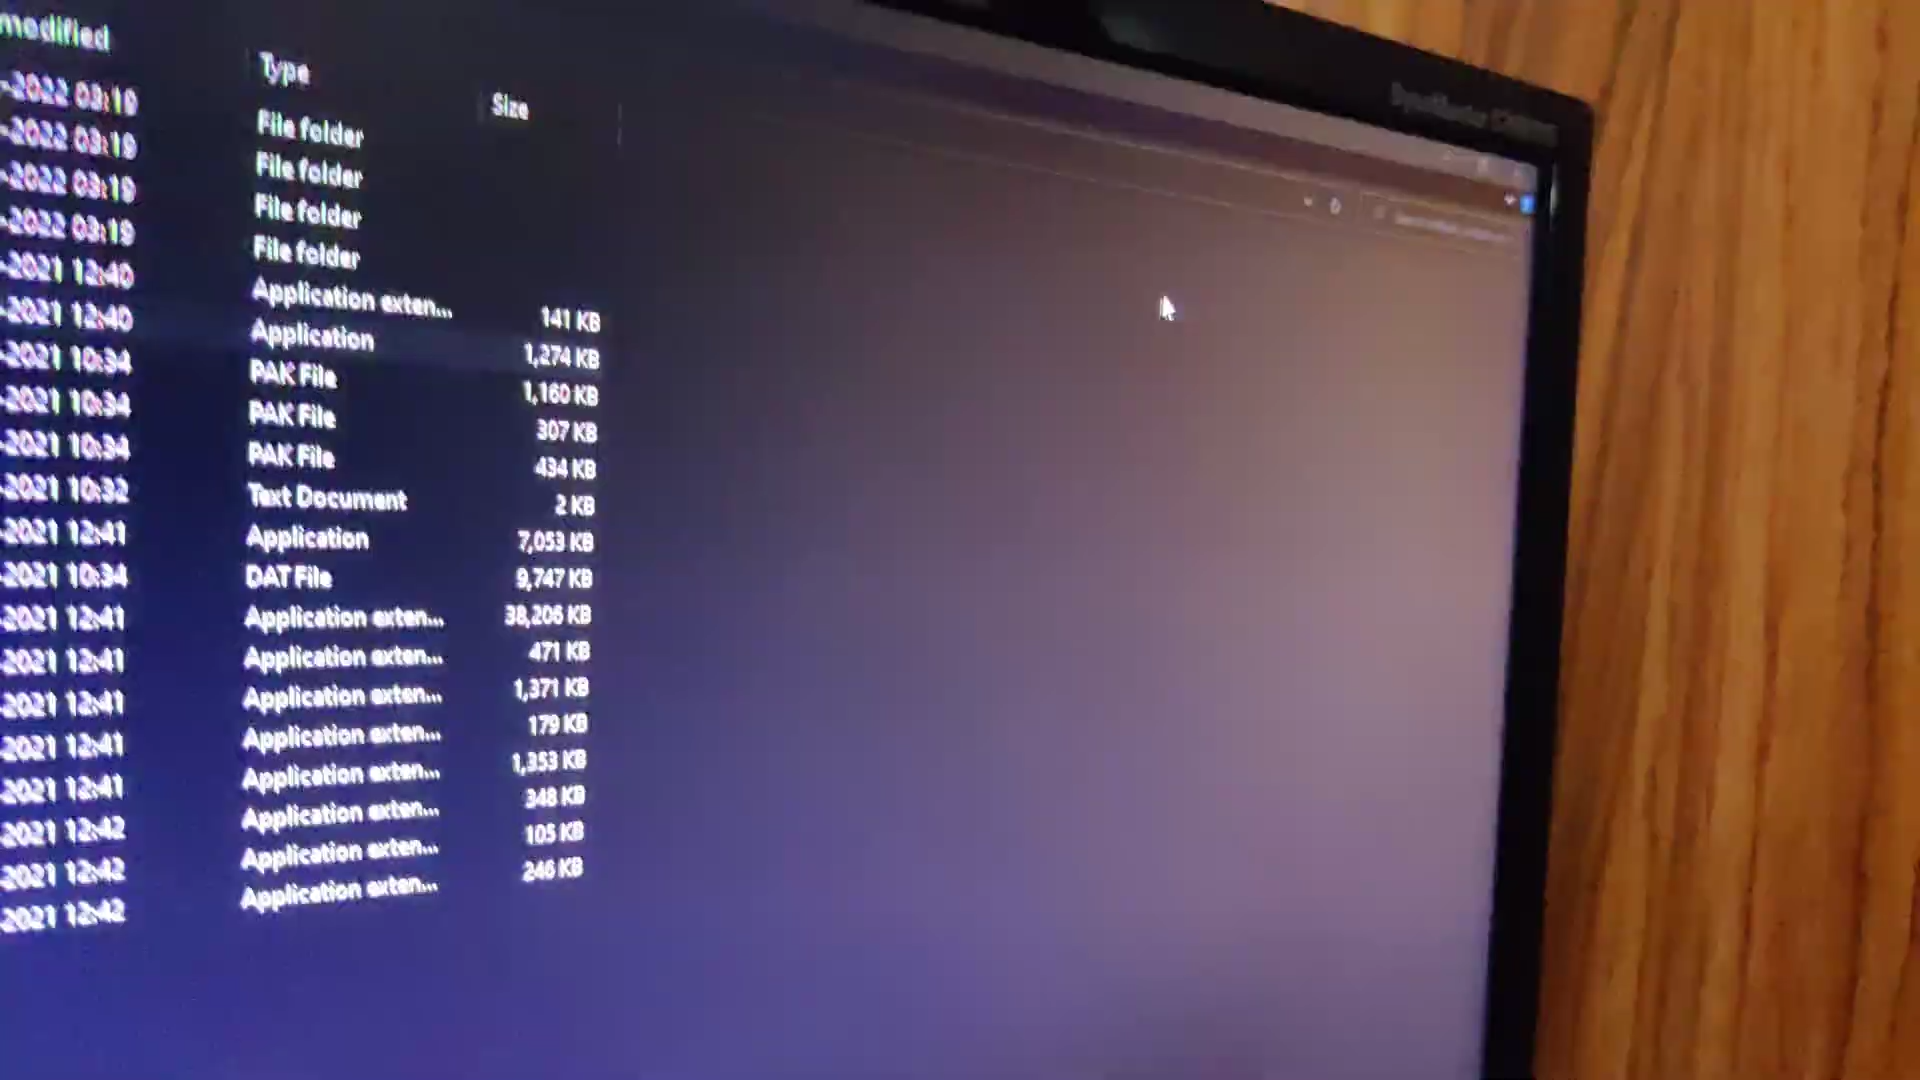 modified Type Size
-2022 03:19 File folder
-2022 03:19 File folder
-2022 03:19 File folder
-2022 03:19 File folder
-2021 12:40 Application exten... 141 KB
-2021 12:40 Application 1,274 KB
-2021 10:34 PAK File 1,160 KB
-2021 10:34 PAK File 307 KB
-2021 10:34 PAK File 434 KB
-2021 10:32 Text Document 2 KB
-2021 12:41 Application 7,053 KB
-2021 10:34 DAT File 9,747 KB
-2021 12:41 Application exten... 38,206 KB
-2021 12:41 Application exten... 471 KB
-2021 12:41 Application exten... 1,371 KB
-2021 12:41 Application exten... 179 KB
-2021 12:41 Application exten... 1,353 KB
-2021 12:42 Application exten... 348 KB
-2021 12:42 Application exten... 105 KB
-2021 12:42 Application exten... 246 KB